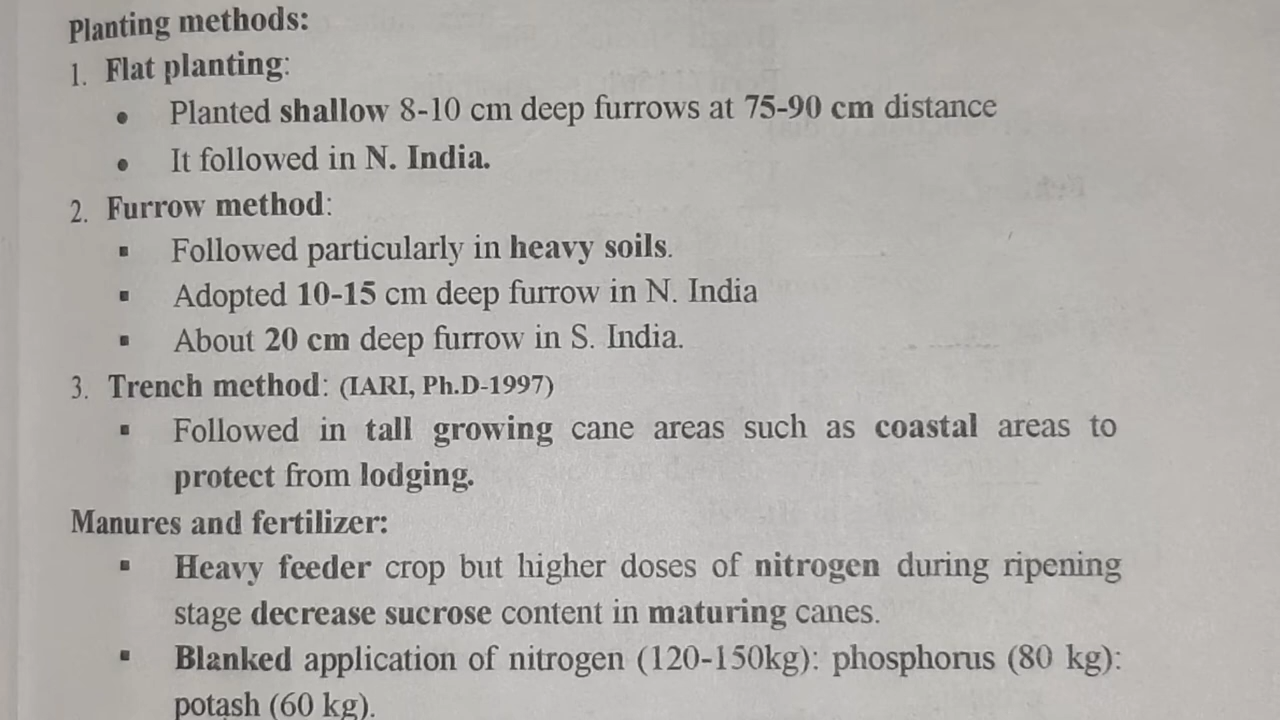 Planting methods:
1. Flat planting:
• Planted shallow 8-10 cm deep furrows at 75-90 cm distance
• It followed in N. India.
2. Furrow method:
▪ Followed particularly in heavy soils.
▪ Adopted 10-15 cm deep furrow in N. India
▪ About 20 cm deep furrow in S. India.
3. Trench method: (IARI, Ph.D-1997)
▪ Followed in tall growing cane areas such as coastal areas to
protect from lodging.
Manures and fertilizer:
▪ Heavy feeder crop but higher doses of nitrogen during ripening
stage decrease sucrose content in maturing canes.
▪ Blanked application of nitrogen (120-150kg): phosphorus (80 kg):
potash (60 kg).